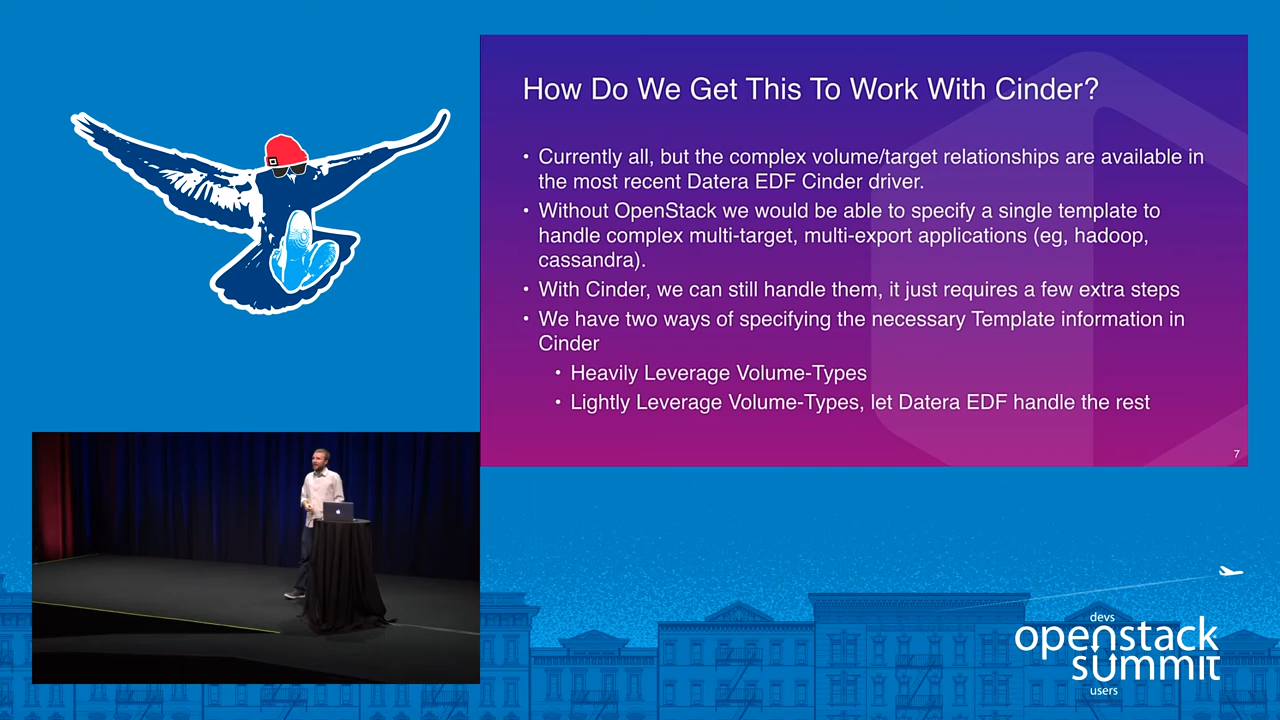 How Do We Get This To Work With Cinder?
• Currently all, but the complex volume/target relationships are available in
the most recent Datera EDF Cinder driver.
• Without OpenStack we would be able to specify a single template to
handle complex multi-target, multi-export applications (eg, hadoop,
cassandra).
• With Cinder, we can still handle them, it just requires a few extra steps
• We have two ways of specifying the necessary Template information in
Cinder
• Heavily Leverage Volume-Types
• Lightly Leverage Volume-Types, let Datera EDF handle the rest
7
devs
openstack
summit
users